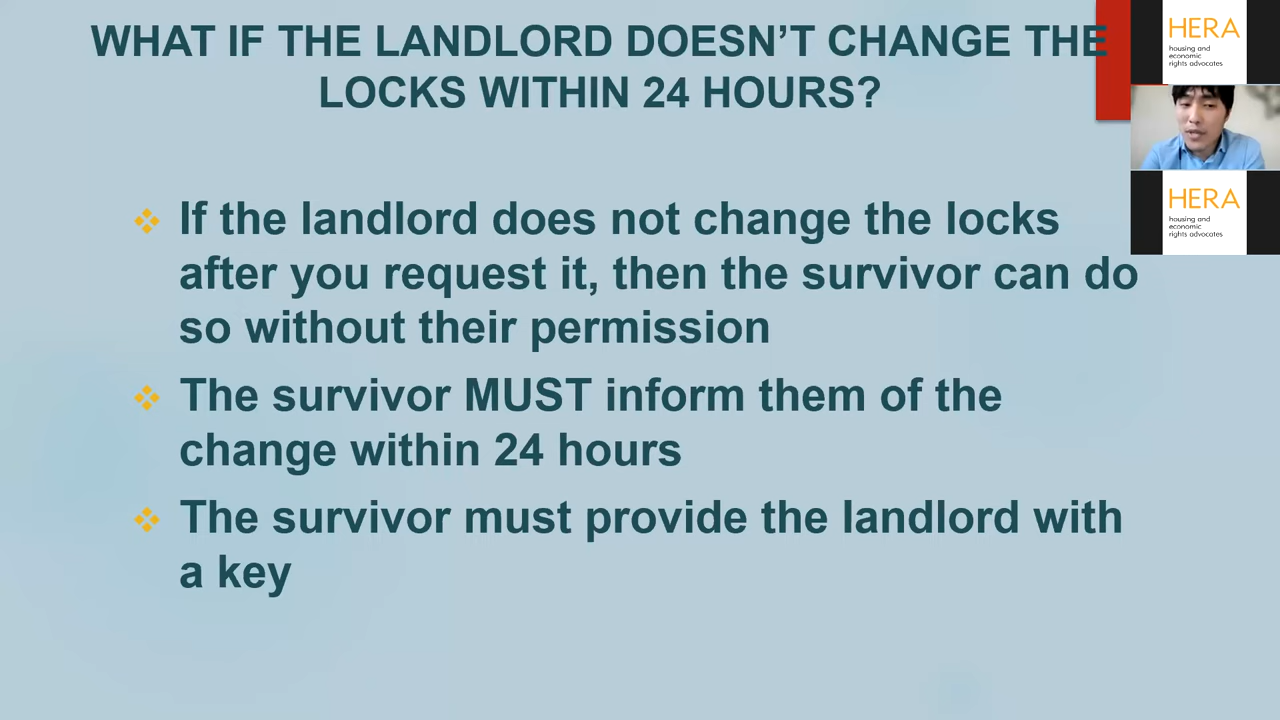 WHAT IF THE LANDLORD DOESN’T CHANGE THE
LOCKS WITHIN 24 HOURS?
HERA
housing and
economic
rights advocates
HERA
housing and
economic
rights advocates
If the landlord does not change the locks
after you request it, then the survivor can do
so without their permission
The survivor MUST inform them of the
change within 24 hours
The survivor must provide the landlord with
a key